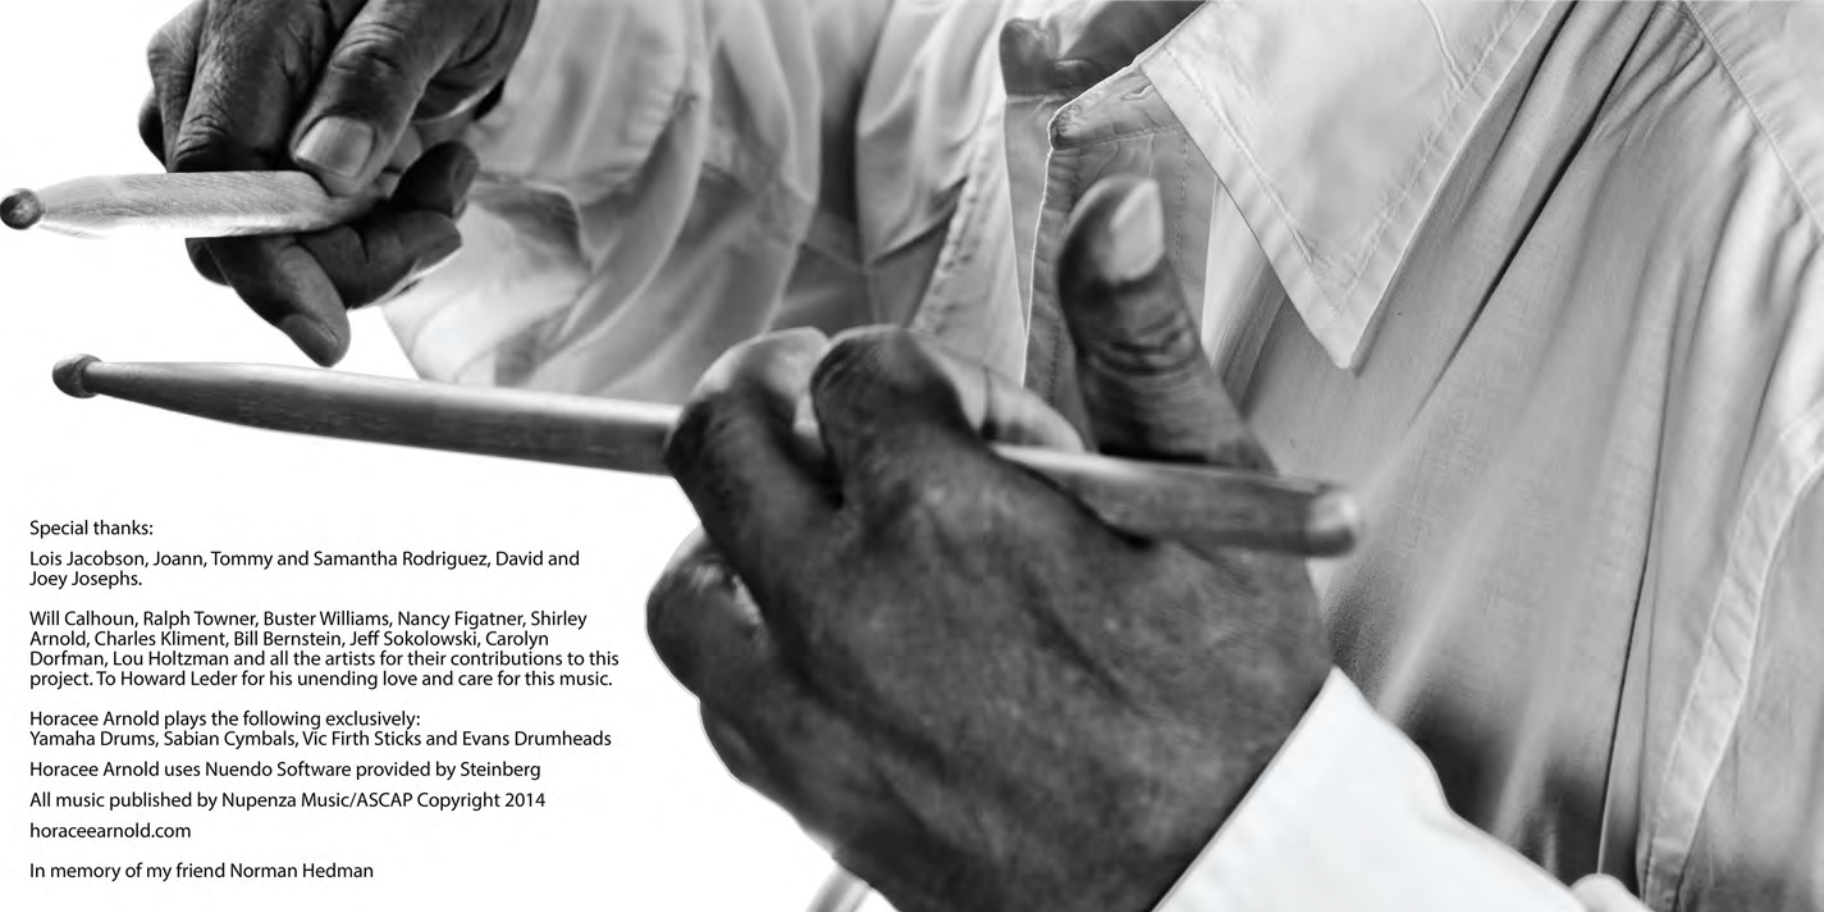 Special thanks:
Lois Jacobson, Joann, Tommy and Samantha Rodriguez, David and
Joey Josephs.
Will Calhoun, Ralph Towner, Buster Williams, Nancy Figatner, Shirley
Arnold, Charles Kliment, Bill Bernstein, Jeff Sokolowski, Carolyn
Dorfman, Lou Holtzman and all the artists for their contributions to this
project. To Howard Leder for his unending love and care for this music.
Horacee Arnold plays the following exclusively:
Yamaha Drums, Sabian Cymbals, Vic Firth Sticks and Evans Drumheads
Horacee Arnold uses Nuendo Software provided by Steinberg
All music published by Nupenza Music/ASCAP Copyright 2014
horaceearnold.com
In memory of my friend Norman Hedman